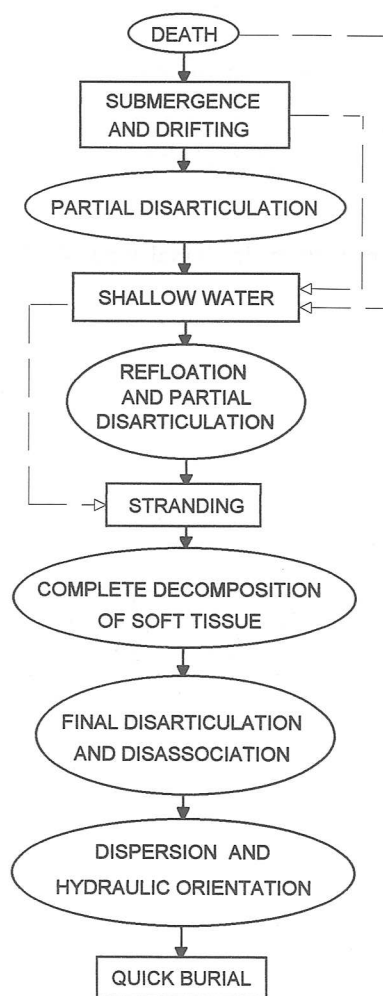 DEATH
SUBMERGENCE
AND DRIFTING
PARTIAL DISARTICULATION
SHALLOW WATER
REFLOATION
AND PARTIAL
DISARTICULATION
STRANDING
COMPLETE DECOMPOSITION
OF SOFT TISSUE
FINAL DISARTICULATION
AND DISASSOCIATION
DISPERSION AND
HYDRAULIC ORIENTATION
QUICK BURIAL